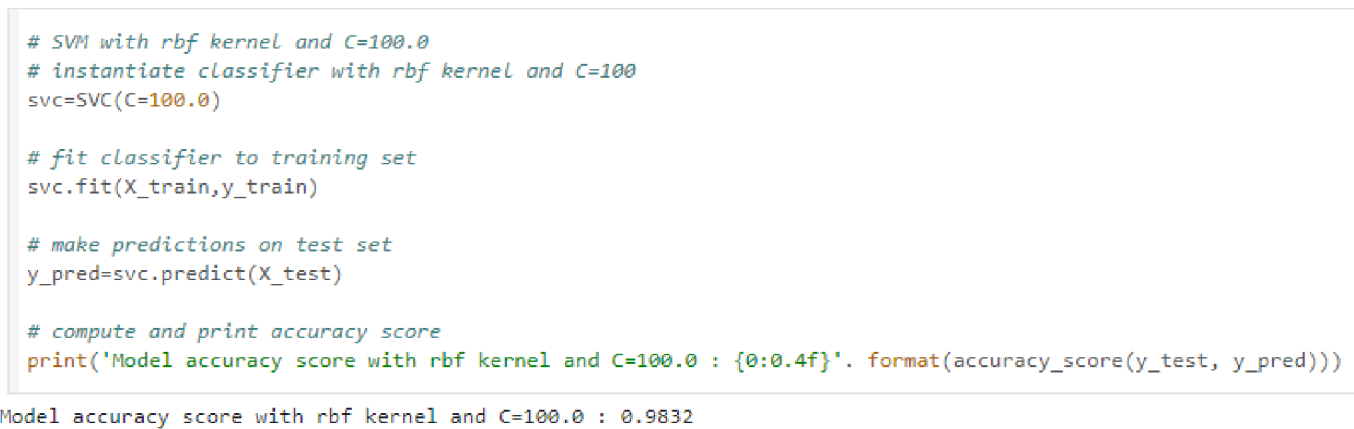 # SVM with rbf kernel and C=100.0
# instantiate classifier with rbf kernel and C=100
svc=SVC(C=100.0)
# fit classifier to training set
svc.fit(X_train,y_train)
# make predictions on test set
y_pred=svc.predict(X_test)
# compute and print accuracy score
print('Model accuracy score with rbf kernel and C=100.0 : {0:0.4f}'. format(accuracy_score(y_test, y_pred)))
Model accuracy score with rbf kernel and C=100.0 : 0.9832